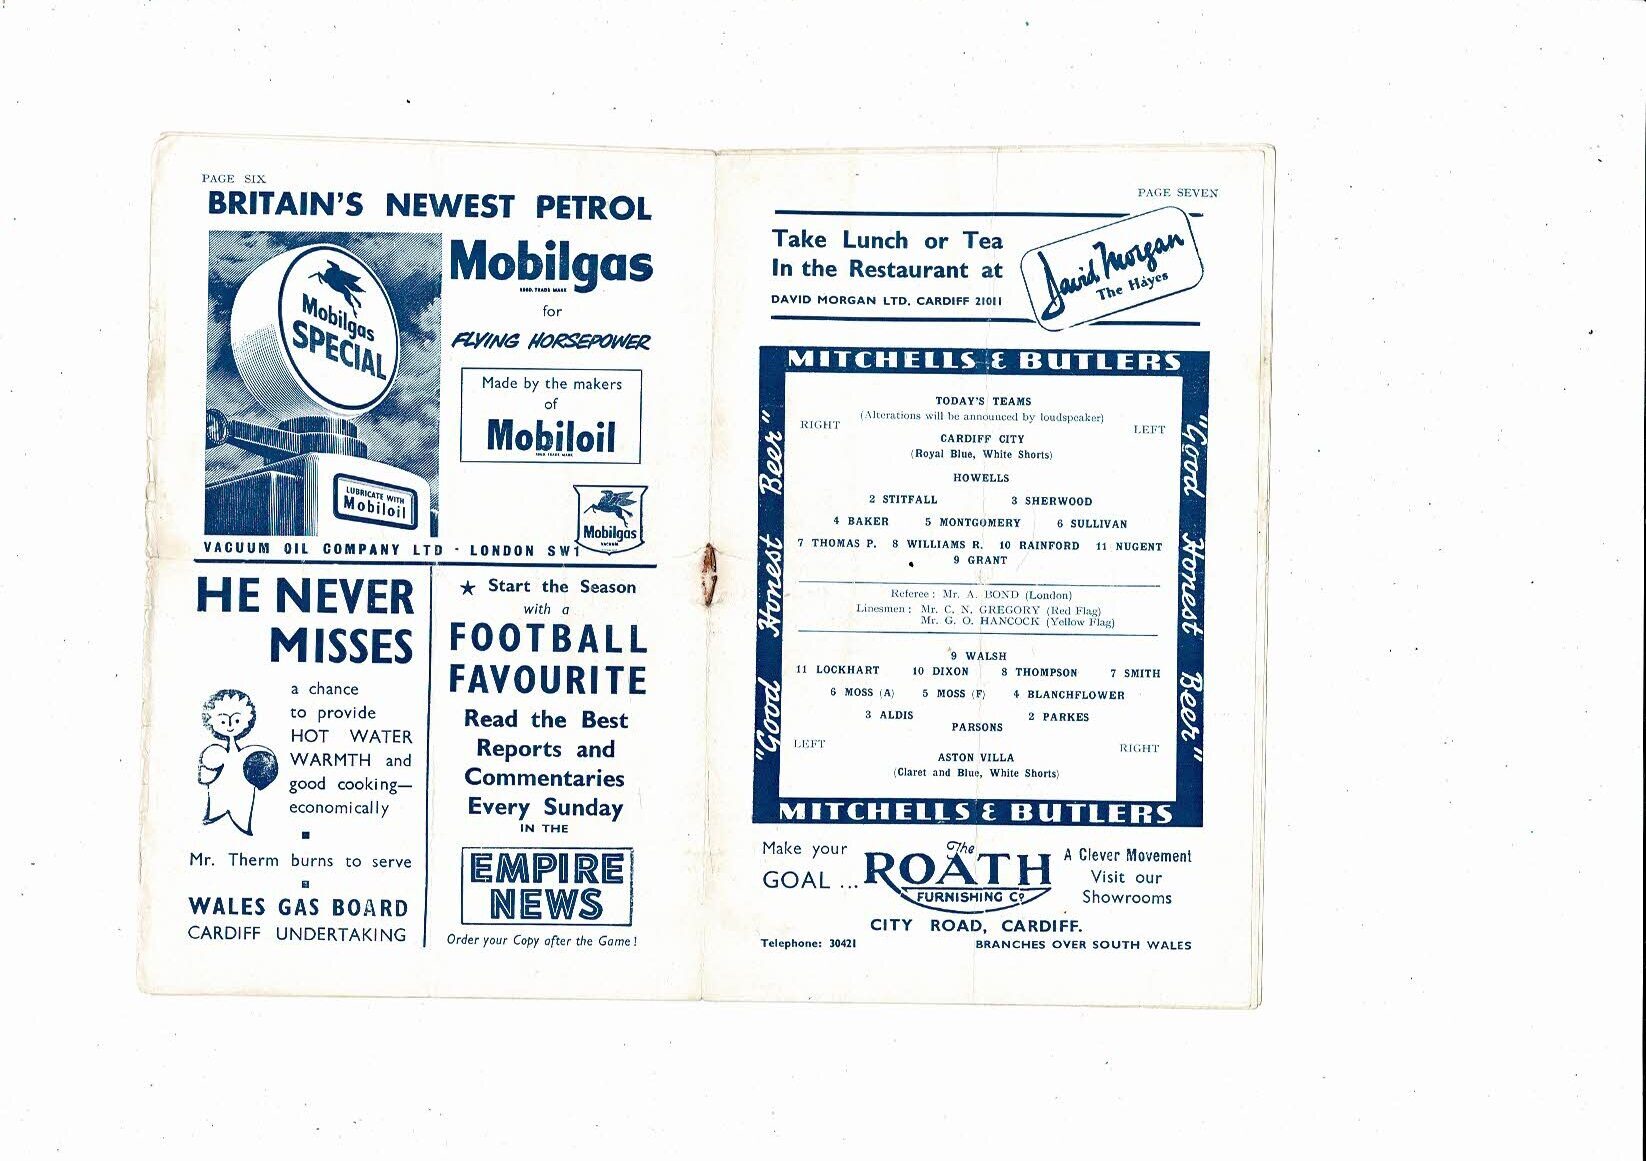 PAGE SIX
BRITAIN'S NEWEST PETROL
Mobilgas
SPECIAL
LUBRICATE WITH
Mobiloil
Mobilgas
REGD. TRADE MARK
for
FLYING HORSEPOWER
Made by the makers
of
Mobiloil
REGD. TRADE MARK
Mobilgas
VACUUM
VACUUM OIL COMPANY LTD · LONDON SW1
HE NEVER
MISSES
a chance
to provide
HOT WATER
WARMTH and
good cooking—
economically
Mr. Therm burns to serve
WALES GAS BOARD
CARDIFF UNDERTAKING
★ Start the Season
with a
FOOTBALL
FAVOURITE
Read the Best
Reports and
Commentaries
Every Sunday
IN THE
EMPIRE
NEWS
Order your Copy after the Game!
PAGE SEVEN
Take Lunch or Tea
In the Restaurant at
DAVID MORGAN LTD. CARDIFF 21011
David Morgan
The Hayes
MITCHELLS & BUTLERS
"Good Honest Beer"
"Good Honest Beer"
TODAY'S TEAMS
(Alterations will be announced by loudspeaker)
RIGHT LEFT
CARDIFF CITY
(Royal Blue, White Shorts)
HOWELLS
2 STITFALL 3 SHERWOOD
4 BAKER 5 MONTGOMERY 6 SULLIVAN
7 THOMAS P. 8 WILLIAMS R. 10 RAINFORD 11 NUGENT
9 GRANT
Referee : Mr. A. BOND (London)
Linesmen : Mr. C. N. GREGORY (Red Flag)
Mr. G. O. HANCOCK (Yellow Flag)
9 WALSH
11 LOCKHART 10 DIXON 8 THOMPSON 7 SMITH
6 MOSS (A) 5 MOSS (F) 4 BLANCHFLOWER
3 ALDIS 2 PARKES
PARSONS
LEFT RIGHT
ASTON VILLA
(Claret and Blue, White Shorts)
MITCHELLS & BUTLERS
Make your
GOAL ...
The
ROATH
FURNISHING Co.
A Clever Movement
Visit our
Showrooms
CITY ROAD, CARDIFF.
Telephone: 30421 BRANCHES OVER SOUTH WALES